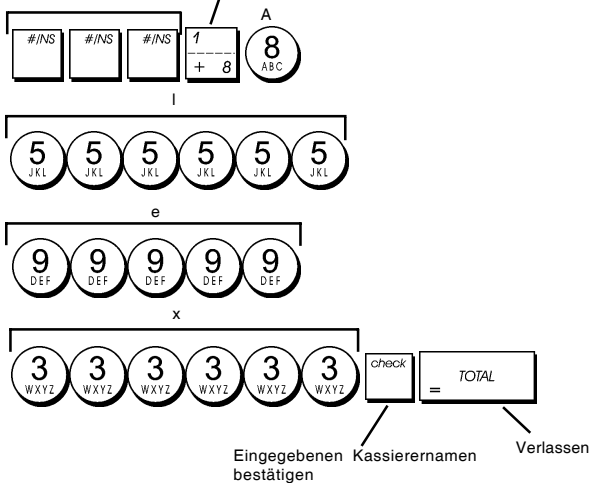 A
#/NS #/NS #/NS 1 + 8 8 ABC
l
5 JKL 5 JKL 5 JKL 5 JKL 5 JKL 5 JKL
e
9 DEF 9 DEF 9 DEF 9 DEF 9 DEF
x
3 WXYZ 3 WXYZ 3 WXYZ 3 WXYZ 3 WXYZ 3 WXYZ check = TOTAL
Eingegebenen Kassierernamen
bestätigen
Verlassen